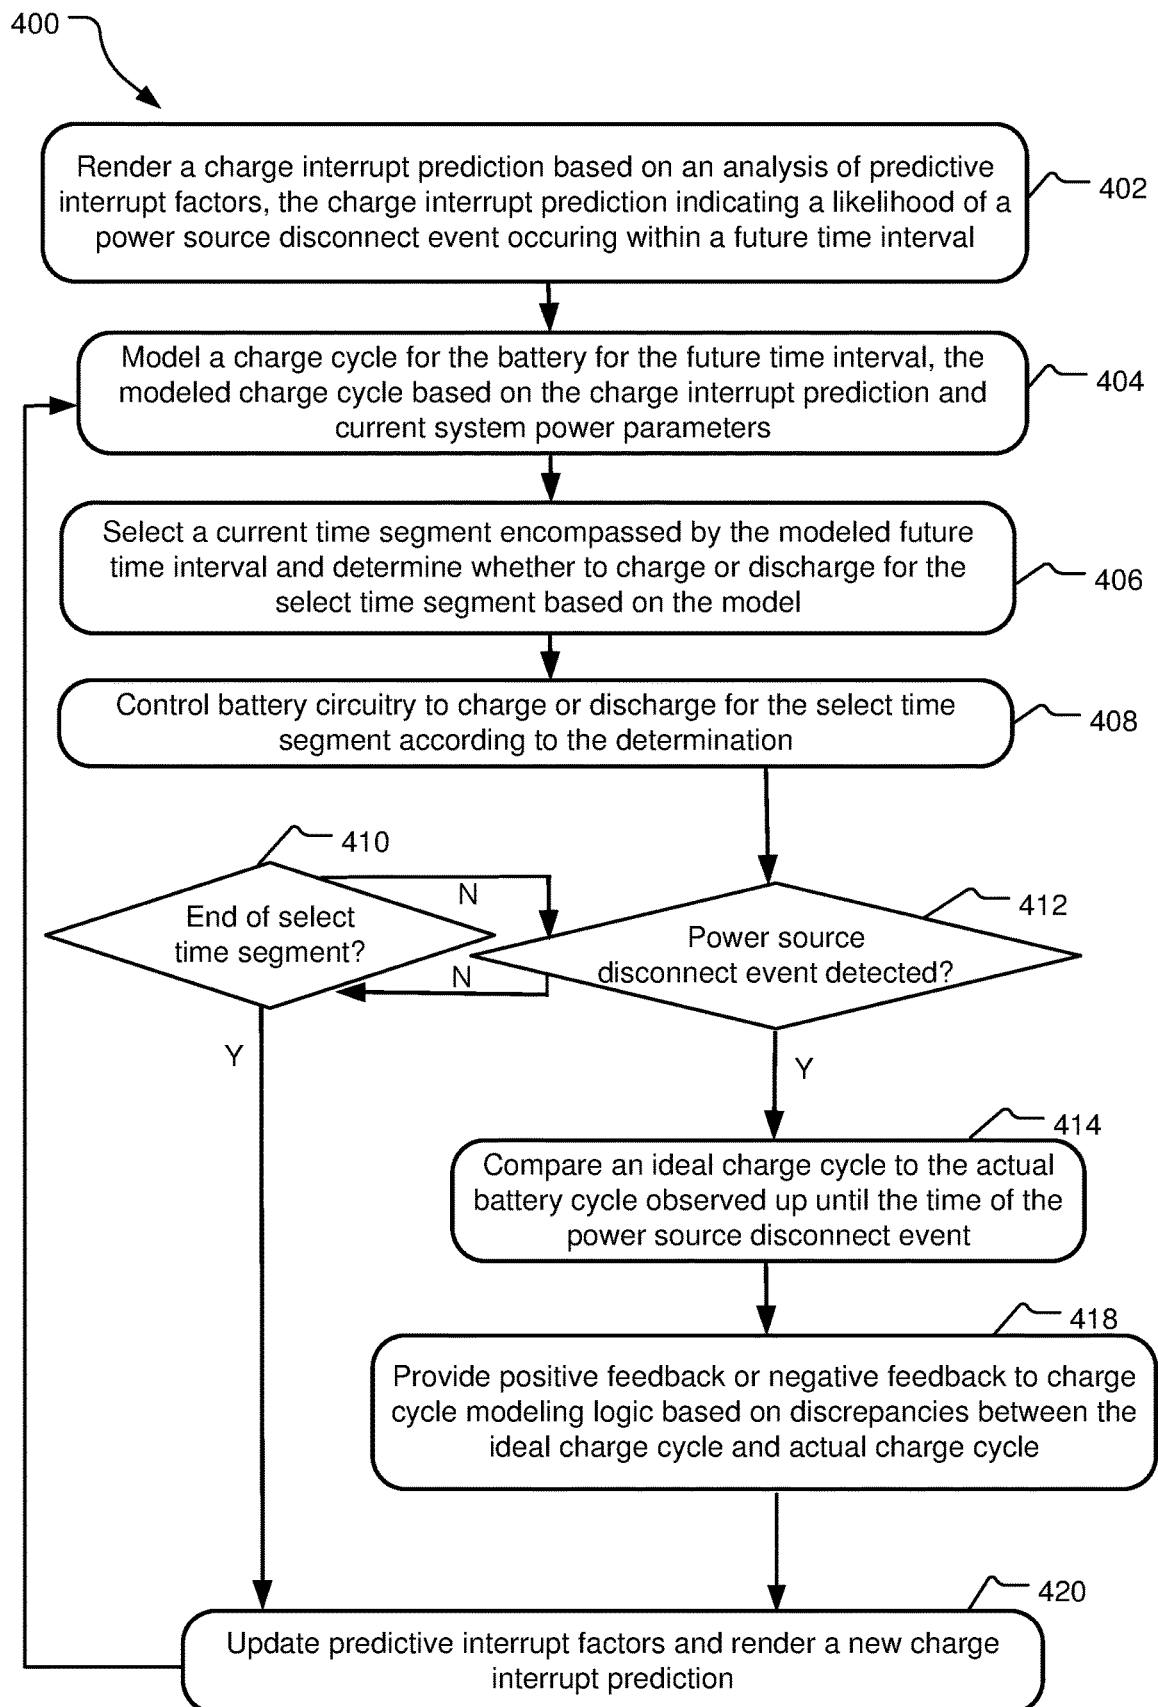 400
Render a charge interrupt prediction based on an analysis of predictive
interrupt factors, the charge interrupt prediction indicating a likelihood of a
power source disconnect event occuring within a future time interval
402
Model a charge cycle for the battery for the future time interval, the
modeled charge cycle based on the charge interrupt prediction and
current system power parameters
404
Select a current time segment encompassed by the modeled future
time interval and determine whether to charge or discharge for the
select time segment based on the model
406
Control battery circuitry to charge or discharge for the select time
segment according to the determination
408
410
End of select
time segment?
N
N
Y
412
Power source
disconnect event detected?
Y
414
Compare an ideal charge cycle to the actual
battery cycle observed up until the time of the
power source disconnect event
418
Provide positive feedback or negative feedback to charge
cycle modeling logic based on discrepancies between the
ideal charge cycle and actual charge cycle
420
Update predictive interrupt factors and render a new charge
interrupt prediction